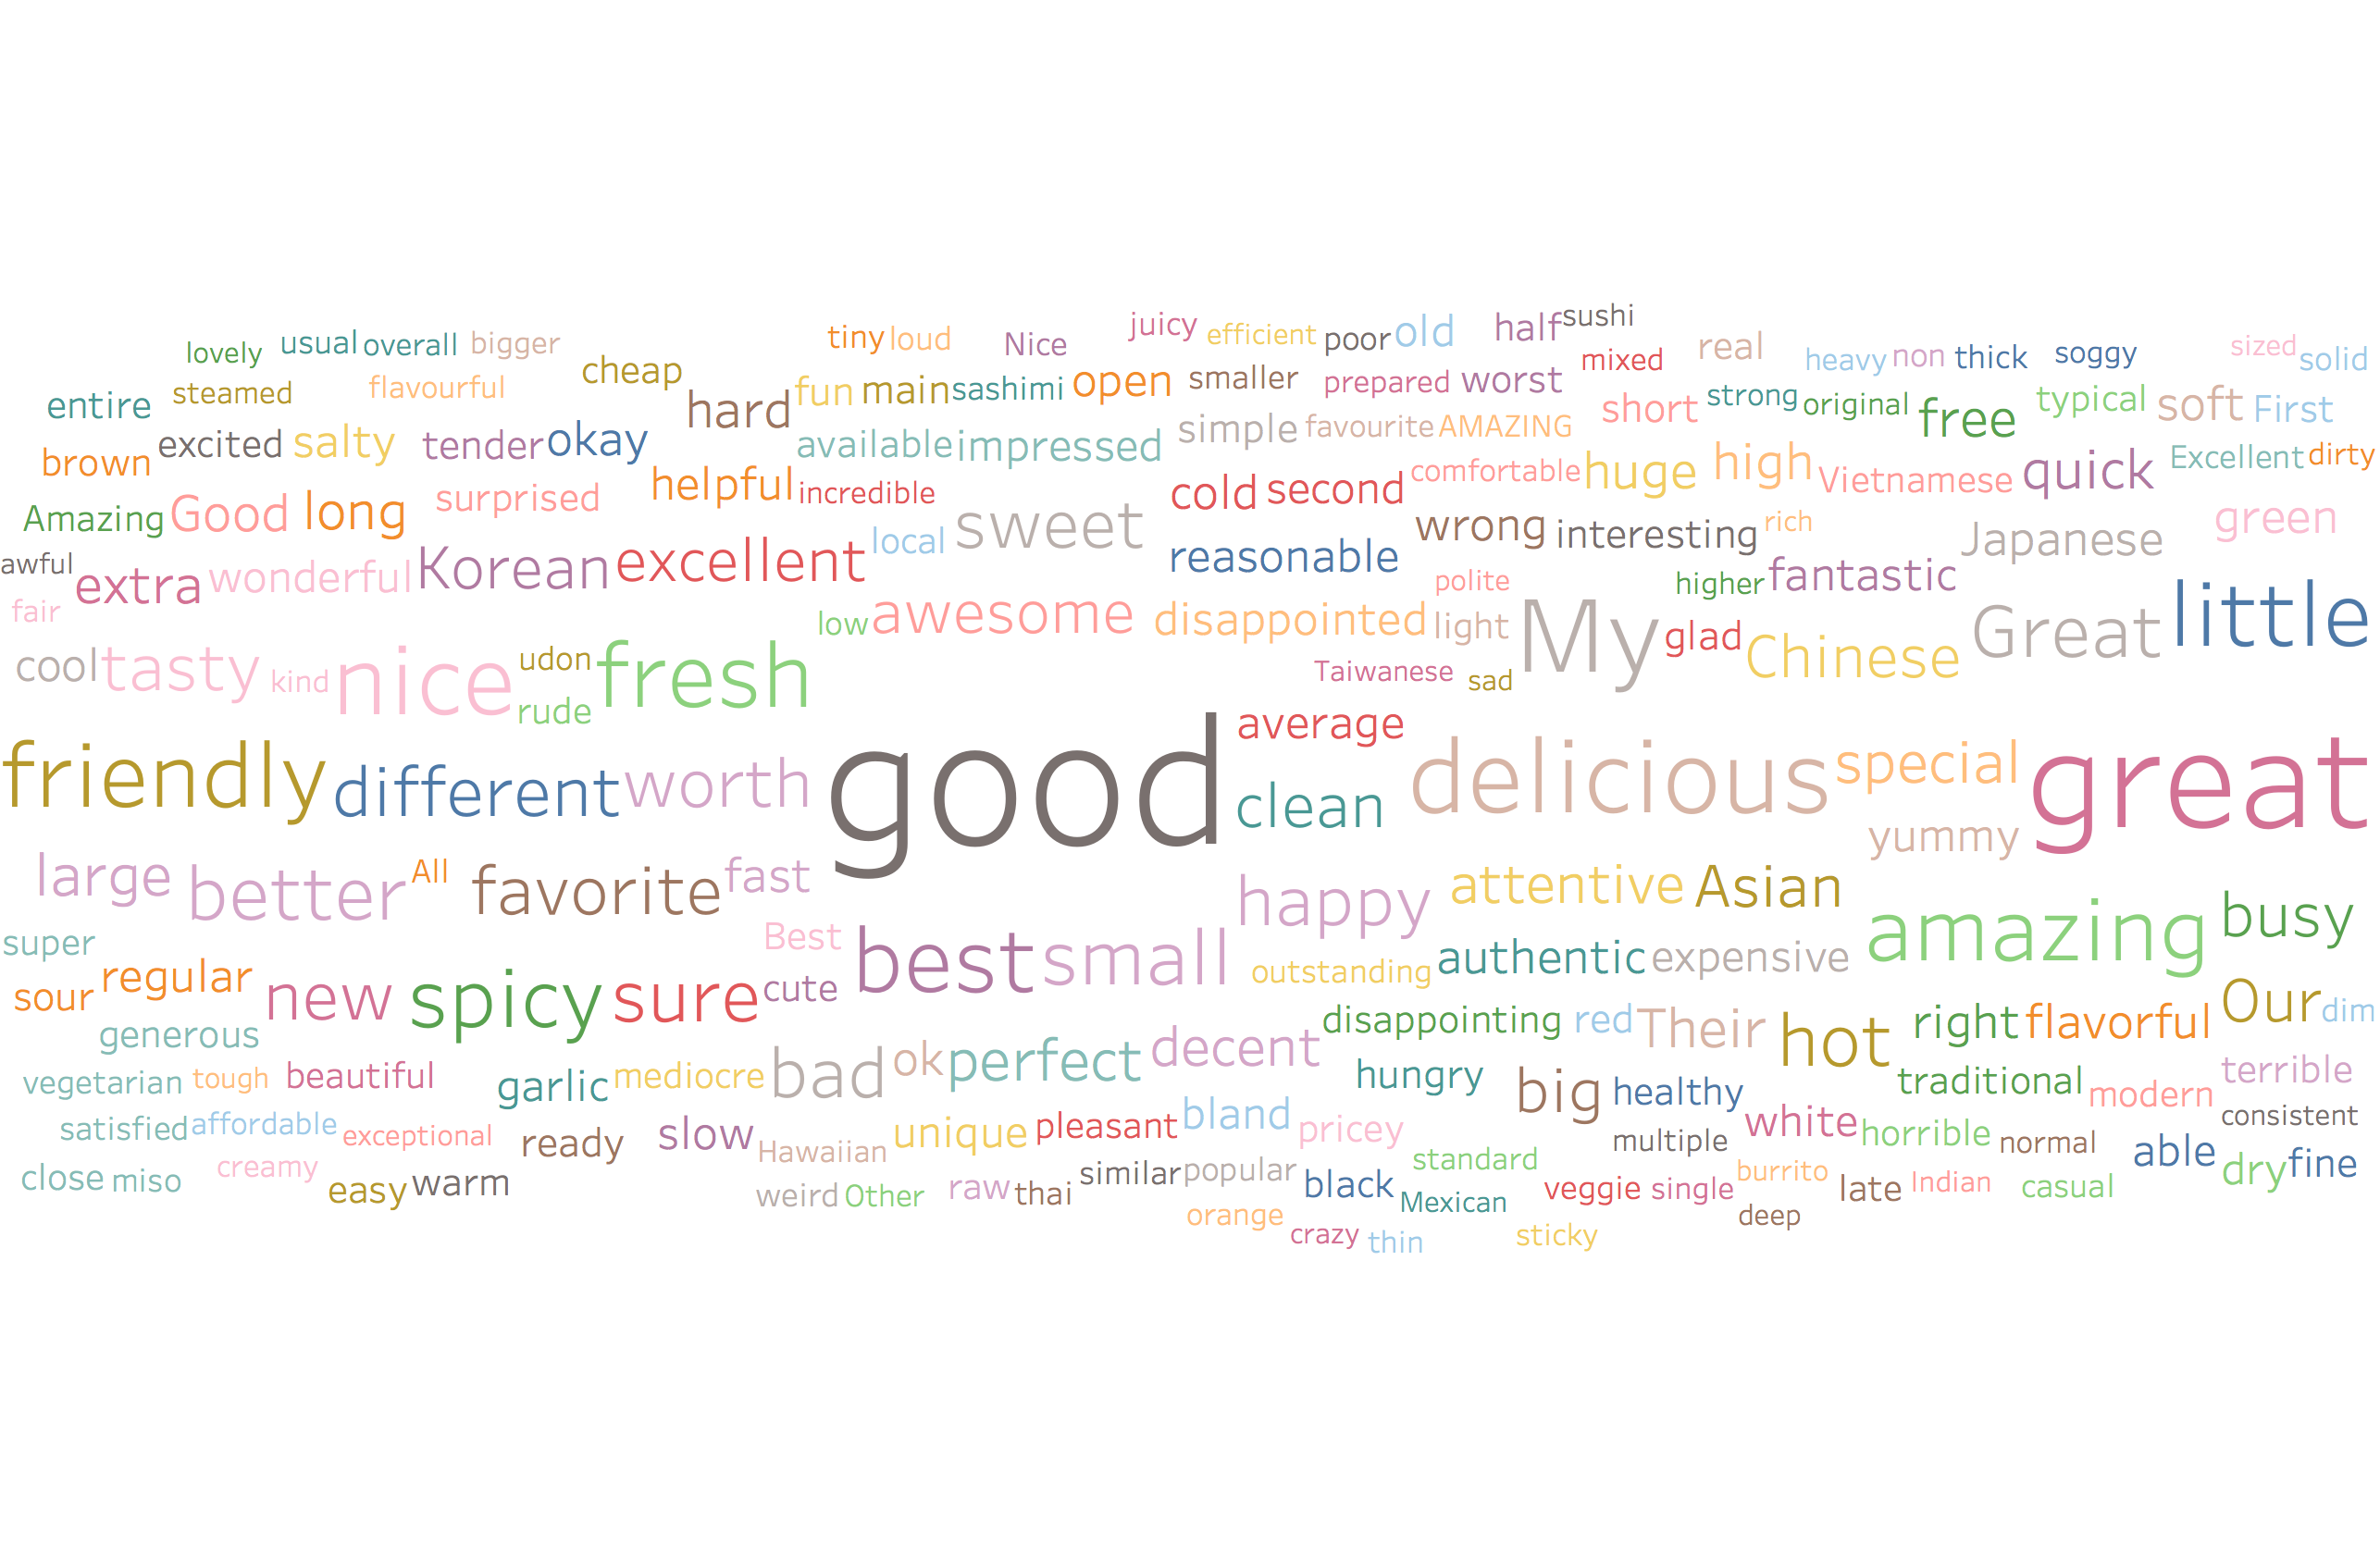 sushi
juicy efficient poor old half
tiny loud Nice mixed real
lovely usual overall bigger heavy non thick soggy sized solid
cheap
steamed flavourful hard fun main sashimi open smaller prepared worst
entire short strong original free typical soft First
excited salty tender okay available impressed simple favourite AMAZING
brown helpful incredible cold second comfortable huge high Vietnamese quick Excellent dirty
Amazing Good long surprised sweet wrong interesting rich Japanese green
awful extra wonderful Korean excellent local reasonable polite higher fantastic
fair low awesome disappointed light My glad Chinese Great little
cool tasty kind nice udon fresh Taiwanese sad
rude
average
friendly different worth good clean delicious special great
yummy
large better All favorite fast happy attentive Asian amazing busy
super Best best small outstanding authentic expensive
sour regular new spicy sure cute Our dim
generous disappointing red Their hot right flavorful
bad ok perfect decent
vegetarian tough beautiful garlic mediocre hungry big healthy traditional modern terrible
satisfied affordable exceptional ready slow Hawaiian unique pleasant bland pricey multiple white horrible normal consistent
close miso creamy easy warm similar popular standard able dry fine
weird Other raw thai black Mexican veggie single burrito late Indian casual
orange deep
crazy thin sticky